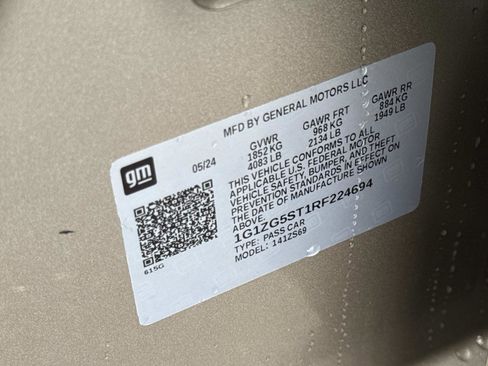 MFD BY GENERAL MOTORS LLC
gm
05/24
GVWR GAWR FRT GAWR RR
1852 KG 968 KG 884 KG
4083 LB 2134 LB 1949 LB
THIS VEHICLE CONFORMS TO ALL
APPLICABLE U.S. FEDERAL MOTOR
VEHICLE SAFETY, BUMPER, AND THEFT
PREVENTION STANDARDS IN EFFECT ON
THE DATE OF MANUFACTURE SHOWN
ABOVE.
1G1ZG5ST1RF224694
TYPE: PASS CAR
MODEL: 141ZS69
615G